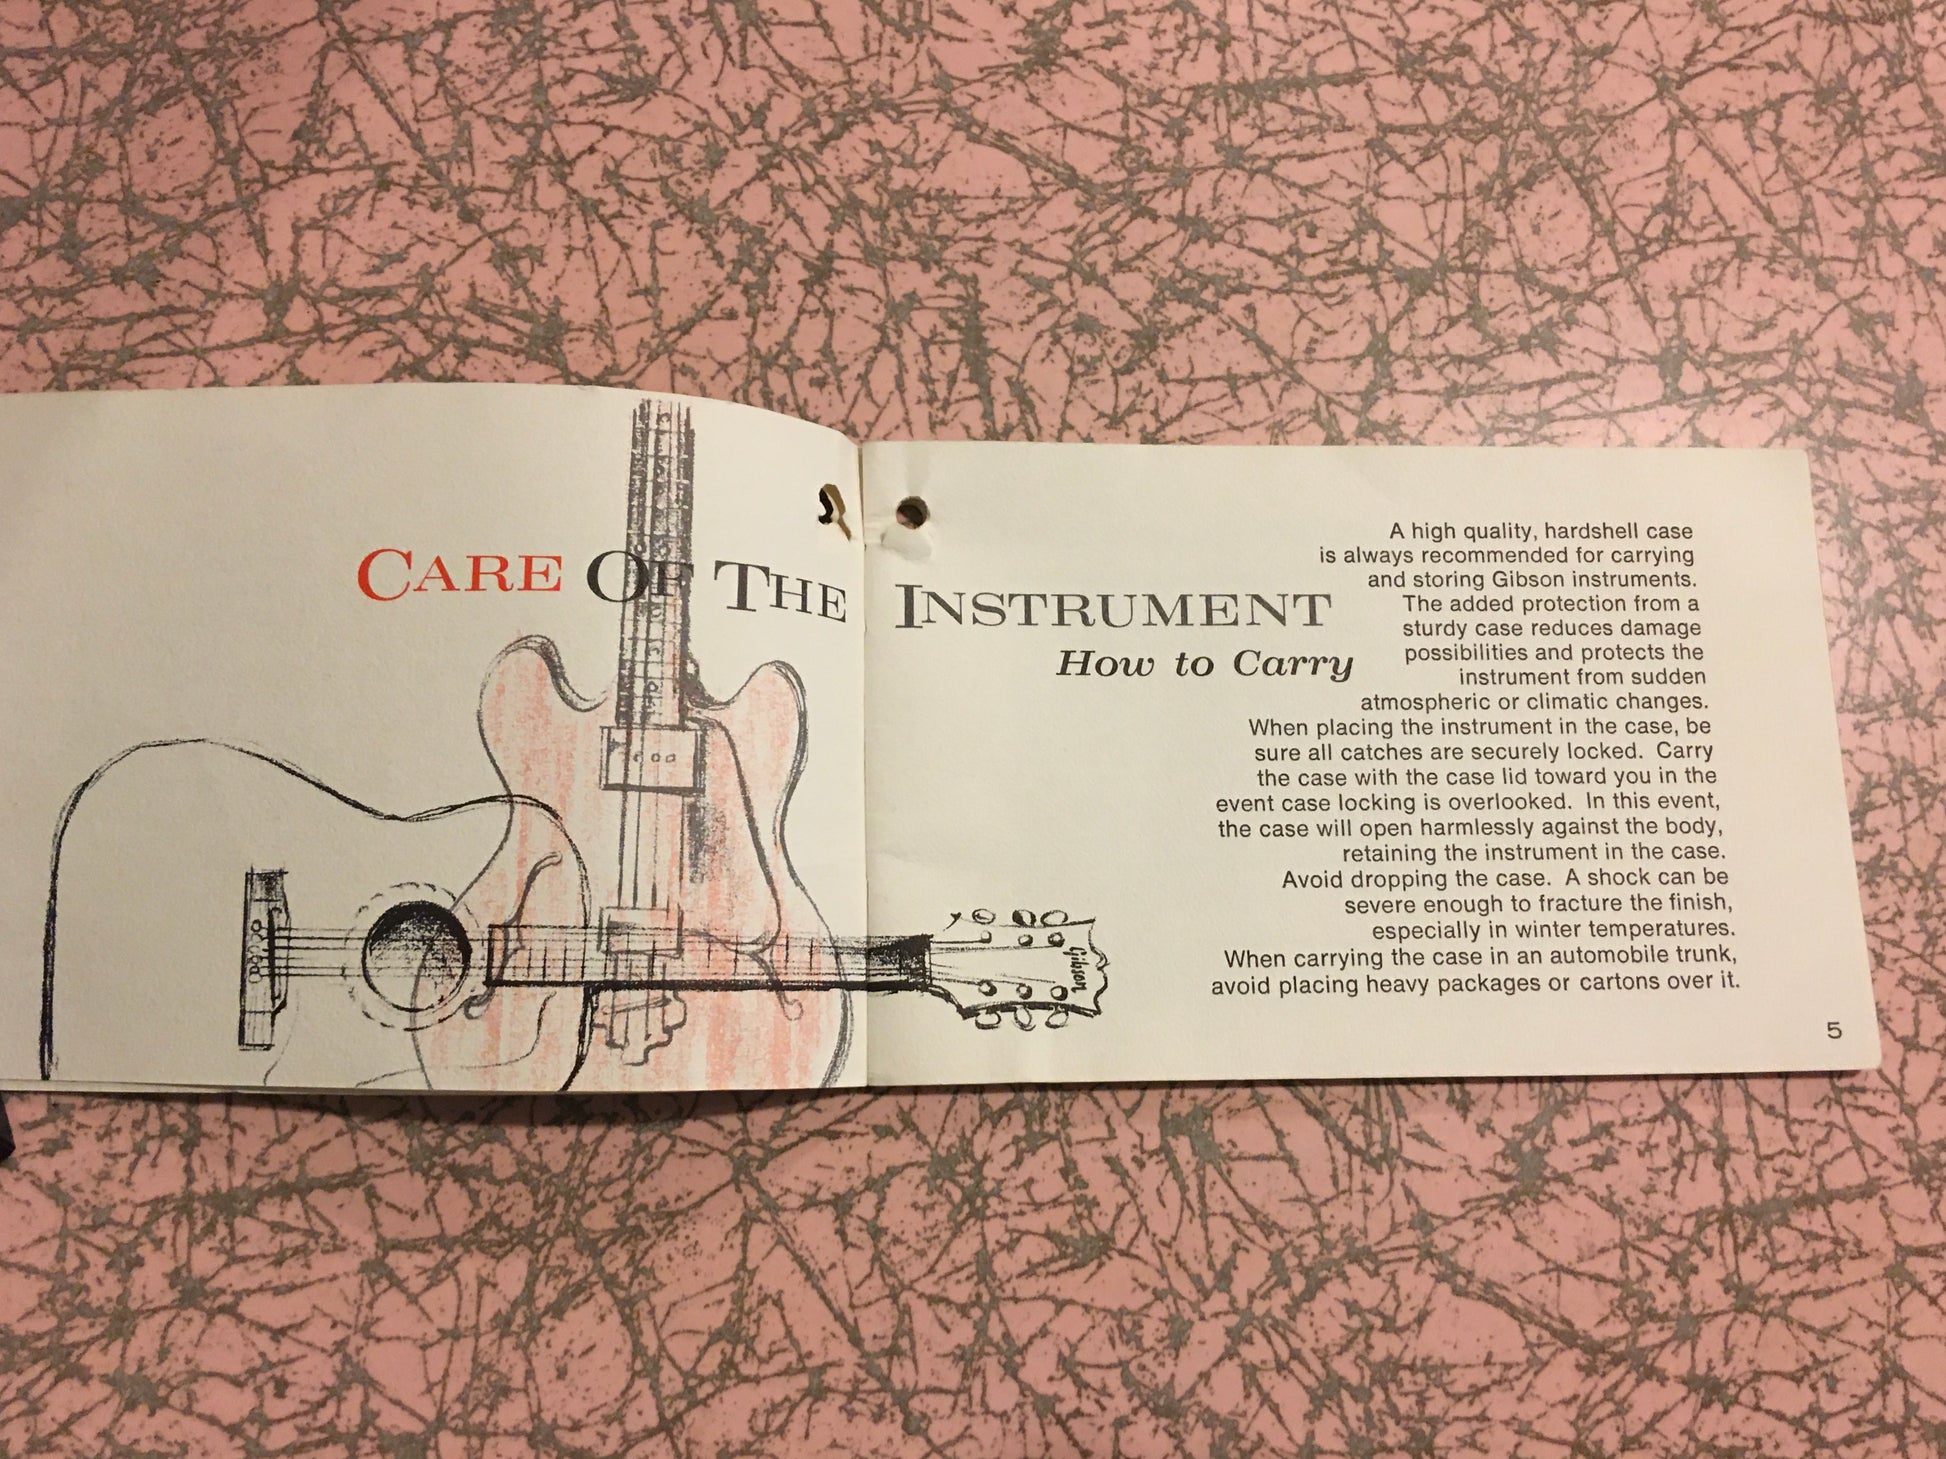 CARE OF THE INSTRUMENT
How to Carry
A high quality, hardshell case
is always recommended for carrying
and storing Gibson instruments.
The added protection from a
sturdy case reduces damage
possibilities and protects the
instrument from sudden
atmospheric or climatic changes.
When placing the instrument in the case, be
sure all catches are securely locked. Carry
the case with the case lid toward you in the
event case locking is overlooked. In this event,
the case will open harmlessly against the body,
retaining the instrument in the case.
Avoid dropping the case. A shock can be
severe enough to fracture the finish,
especially in winter temperatures.
When carrying the case in an automobile trunk,
avoid placing heavy packages or cartons over it.
Gibson
5